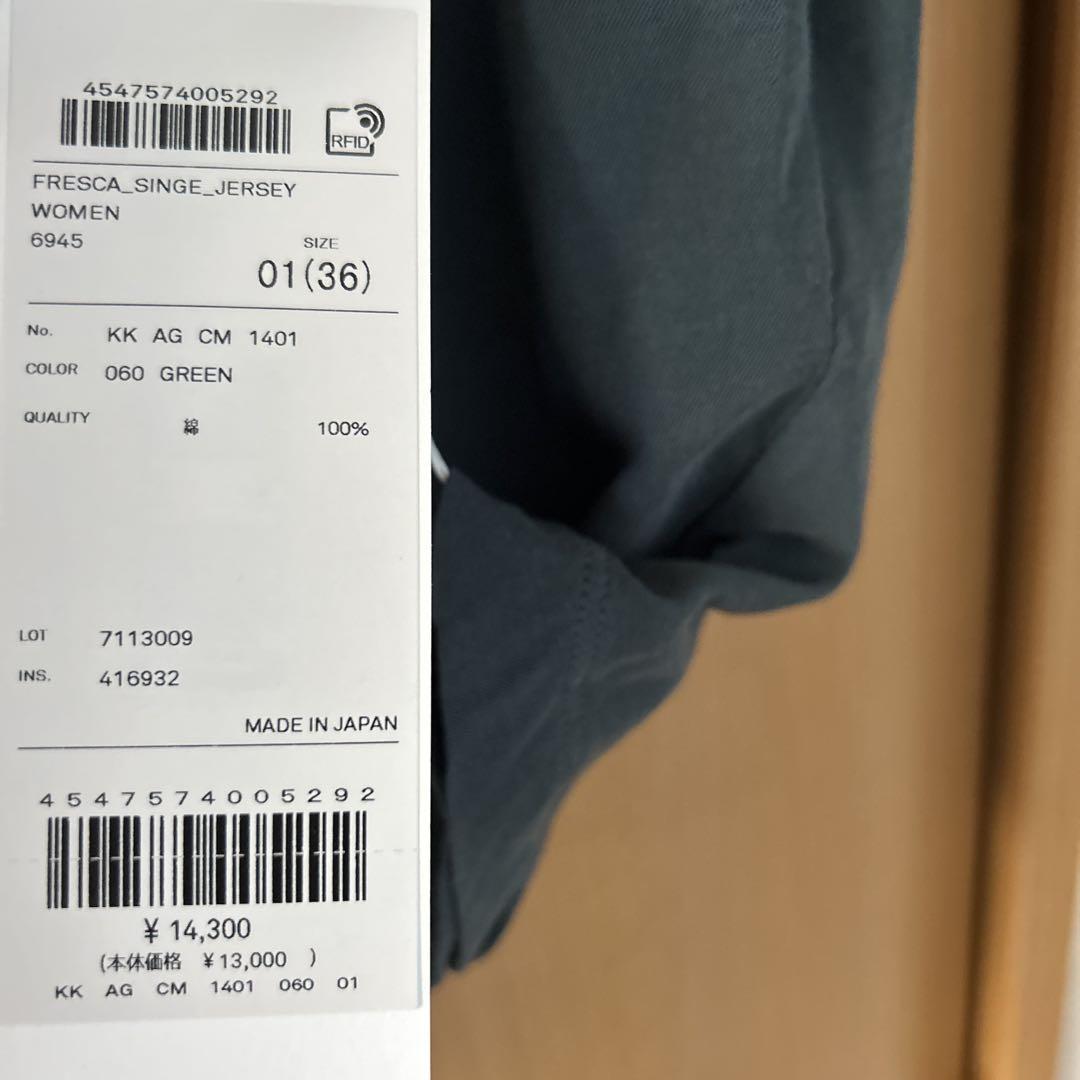 4547574005292
RFID
FRESCA_SINGE_JERSEY
WOMEN
6945
SIZE
01(36)
No. KK AG CM 1401
COLOR 060 GREEN
QUALITY 綿 100%
LOT 7113009
INS. 416932
MADE IN JAPAN
4547574005292
¥ 14,300
(本体価格 ¥13,000 )
KK AG CM 1401 060 01